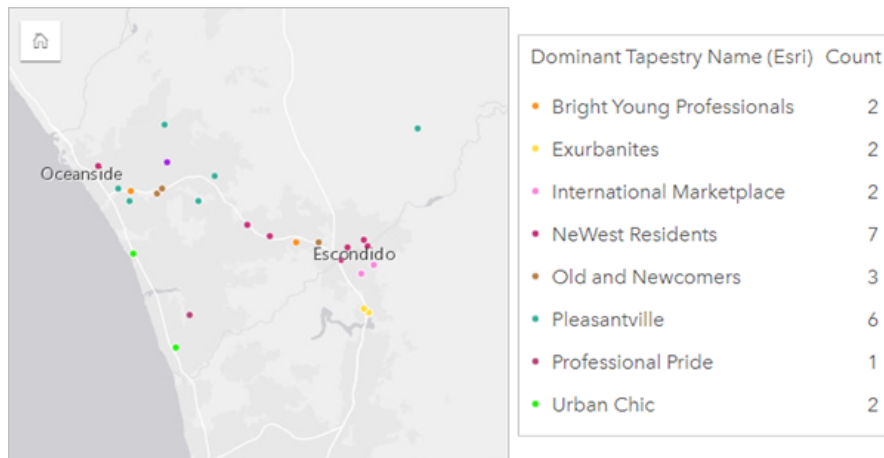 Oceanside
Escondido
Dominant Tapestry Name (Esri) Count
Bright Young Professionals 2
Exurbanites 2
International Marketplace 2
NeWest Residents 7
Old and Newcomers 3
Pleasantville 6
Professional Pride 1
Urban Chic 2